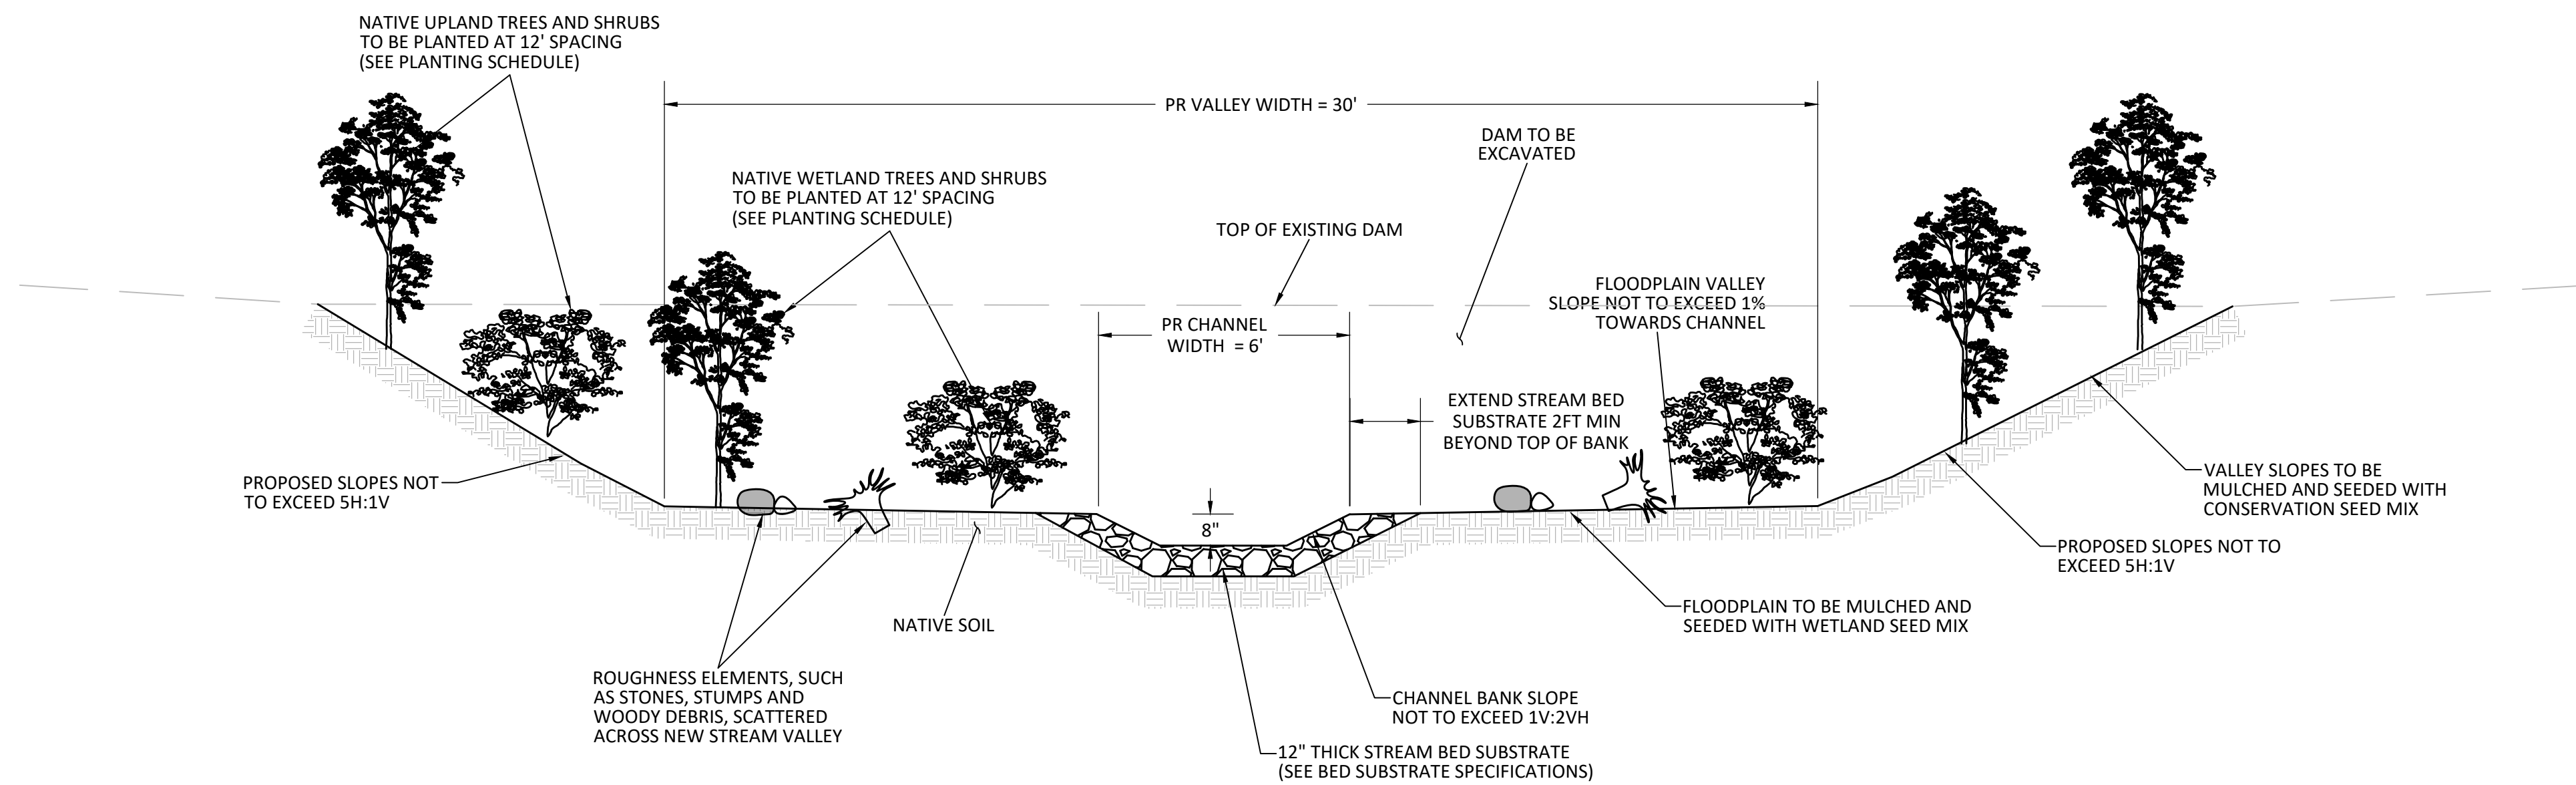 NATIVE UPLAND TREES AND SHRUBS
TO BE PLANTED AT 12' SPACING
(SEE PLANTING SCHEDULE)
PR VALLEY WIDTH = 30'
DAM TO BE
EXCAVATED
NATIVE WETLAND TREES AND SHRUBS
TO BE PLANTED AT 12' SPACING
(SEE PLANTING SCHEDULE)
TOP OF EXISTING DAM
FLOODPLAIN VALLEY
SLOPE NOT TO EXCEED 1%
TOWARDS CHANNEL
PR CHANNEL
WIDTH = 6'
EXTEND STREAM BED
SUBSTRATE 2FT MIN
BEYOND TOP OF BANK
PROPOSED SLOPES NOT
TO EXCEED 5H:1V
VALLEY SLOPES TO BE
MULCHED AND SEEDED WITH
CONSERVATION SEED MIX
8"
PROPOSED SLOPES NOT TO
EXCEED 5H:1V
NATIVE SOIL
FLOODPLAIN TO BE MULCHED AND
SEEDED WITH WETLAND SEED MIX
ROUGHNESS ELEMENTS, SUCH
AS STONES, STUMPS AND
WOODY DEBRIS, SCATTERED
ACROSS NEW STREAM VALLEY
CHANNEL BANK SLOPE
NOT TO EXCEED 1V:2VH
12" THICK STREAM BED SUBSTRATE
(SEE BED SUBSTRATE SPECIFICATIONS)